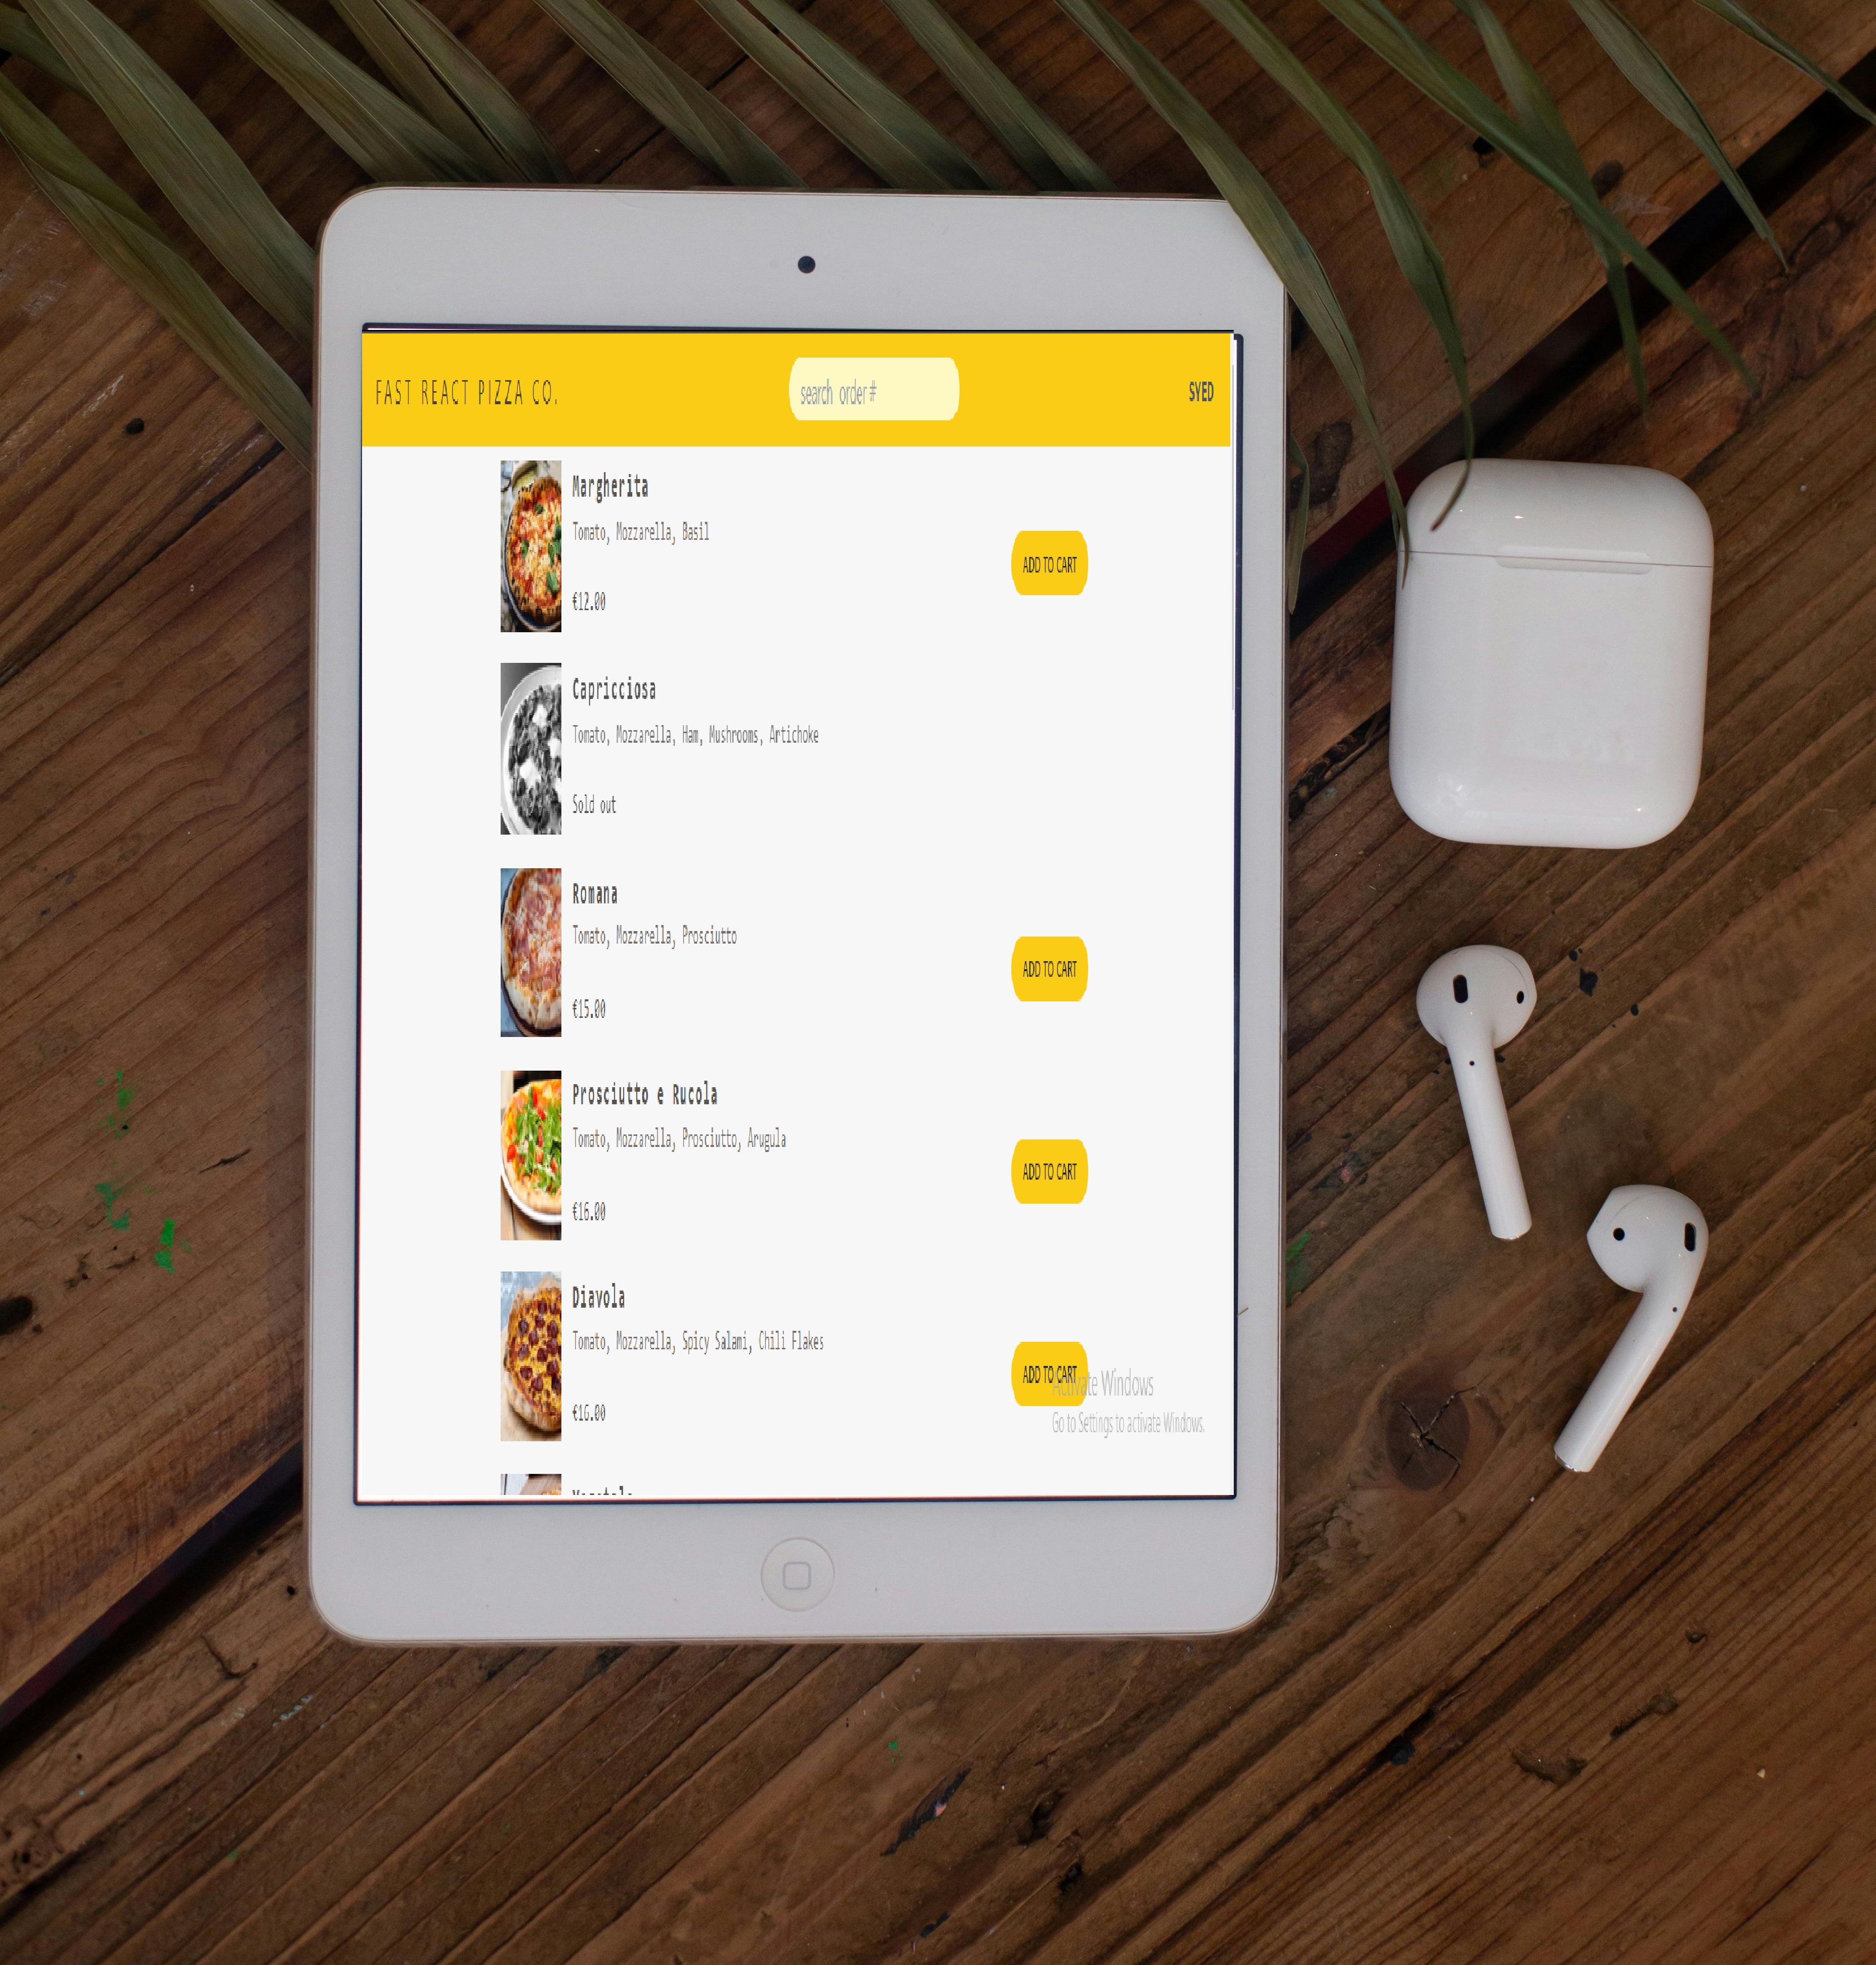 FAST REACT PIZZA CO.
search order#
SYED
Margherita
Tomato, Mozzarella, Basil
€12.00
ADD TO CART
Capricciosa
Tomato, Mozzarella, Ham, Mushrooms, Artichoke
Sold out
Romana
Tomato, Mozzarella, Prosciutto
€15.00
ADD TO CART
Prosciutto e Rucola
Tomato, Mozzarella, Prosciutto, Arugula
€16.00
ADD TO CART
Diavola
Tomato, Mozzarella, Spicy Salami, Chili Flakes
€16.00
ADD TO CART
Activate Windows
Go to Settings to activate Windows.